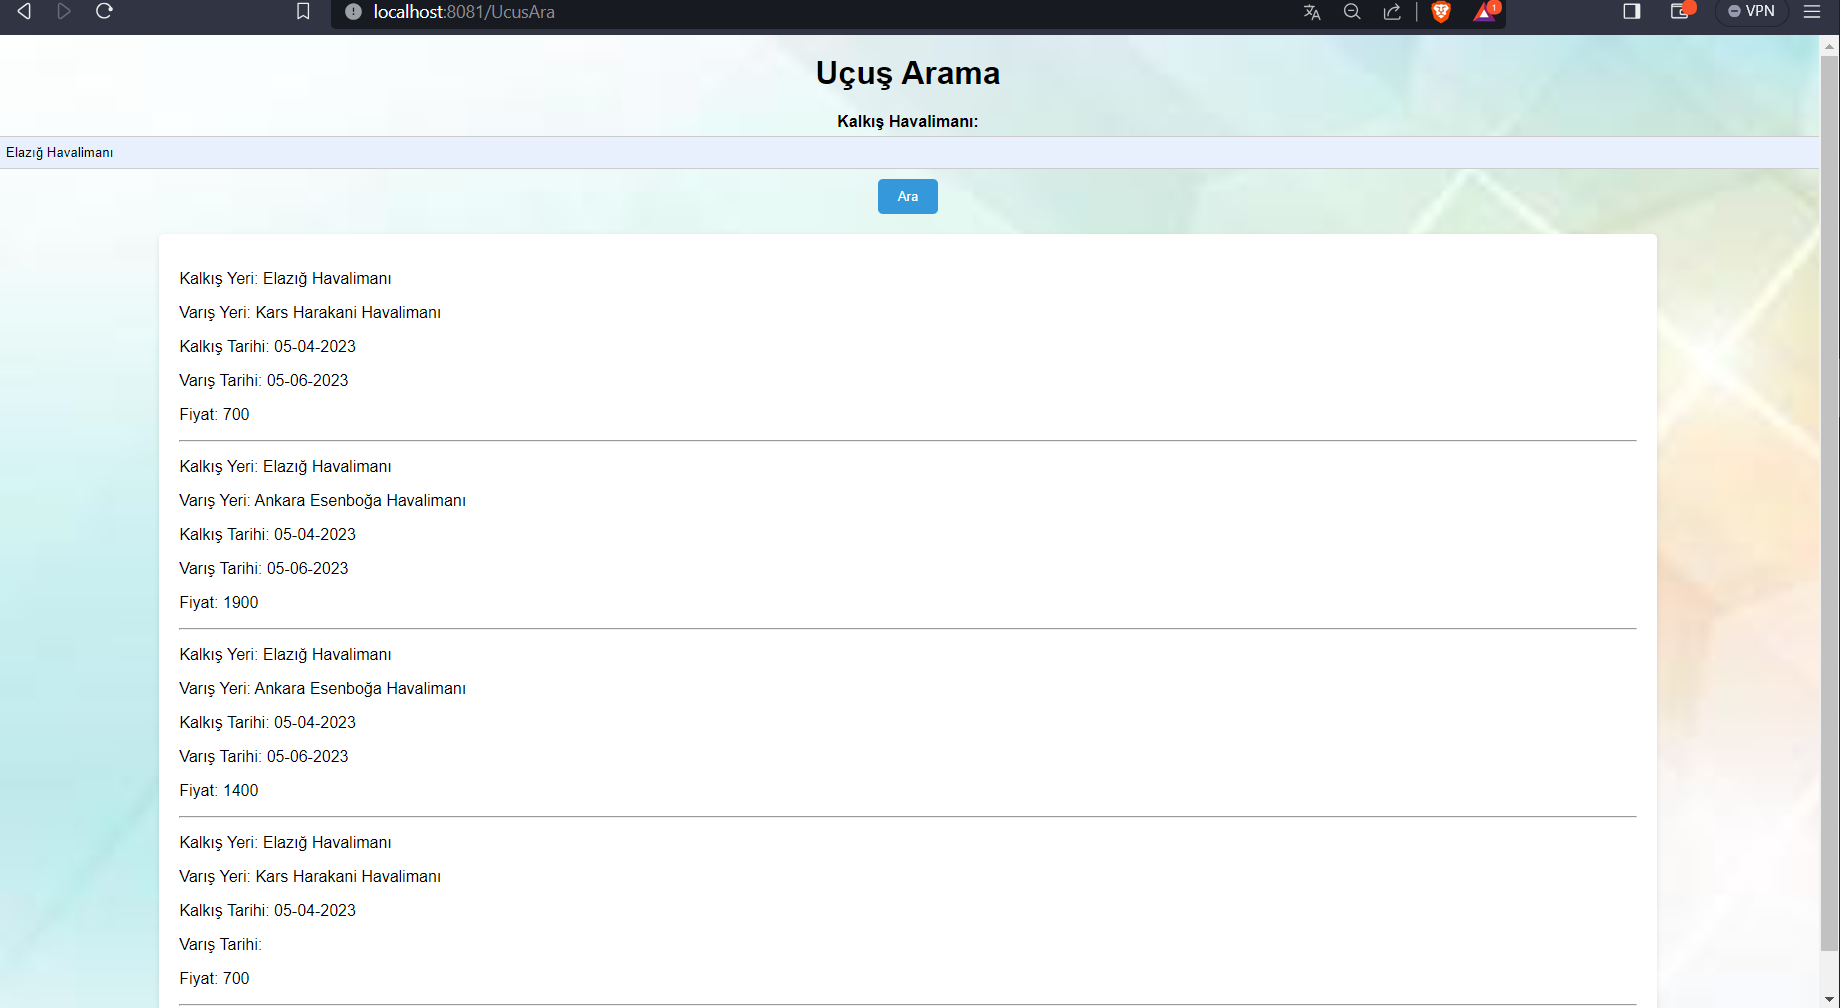 localhost:8081/UcusAra
1
VPN
Uçuş Arama
Kalkış Havalimanı:
Elazığ Havalimanı
Ara
Kalkış Yeri: Elazığ Havalimanı
Varış Yeri: Kars Harakani Havalimanı
Kalkış Tarihi: 05-04-2023
Varış Tarihi: 05-06-2023
Fiyat: 700
Kalkış Yeri: Elazığ Havalimanı
Varış Yeri: Ankara Esenboğa Havalimanı
Kalkış Tarihi: 05-04-2023
Varış Tarihi: 05-06-2023
Fiyat: 1900
Kalkış Yeri: Elazığ Havalimanı
Varış Yeri: Ankara Esenboğa Havalimanı
Kalkış Tarihi: 05-04-2023
Varış Tarihi: 05-06-2023
Fiyat: 1400
Kalkış Yeri: Elazığ Havalimanı
Varış Yeri: Kars Harakani Havalimanı
Kalkış Tarihi: 05-04-2023
Varış Tarihi:
Fiyat: 700